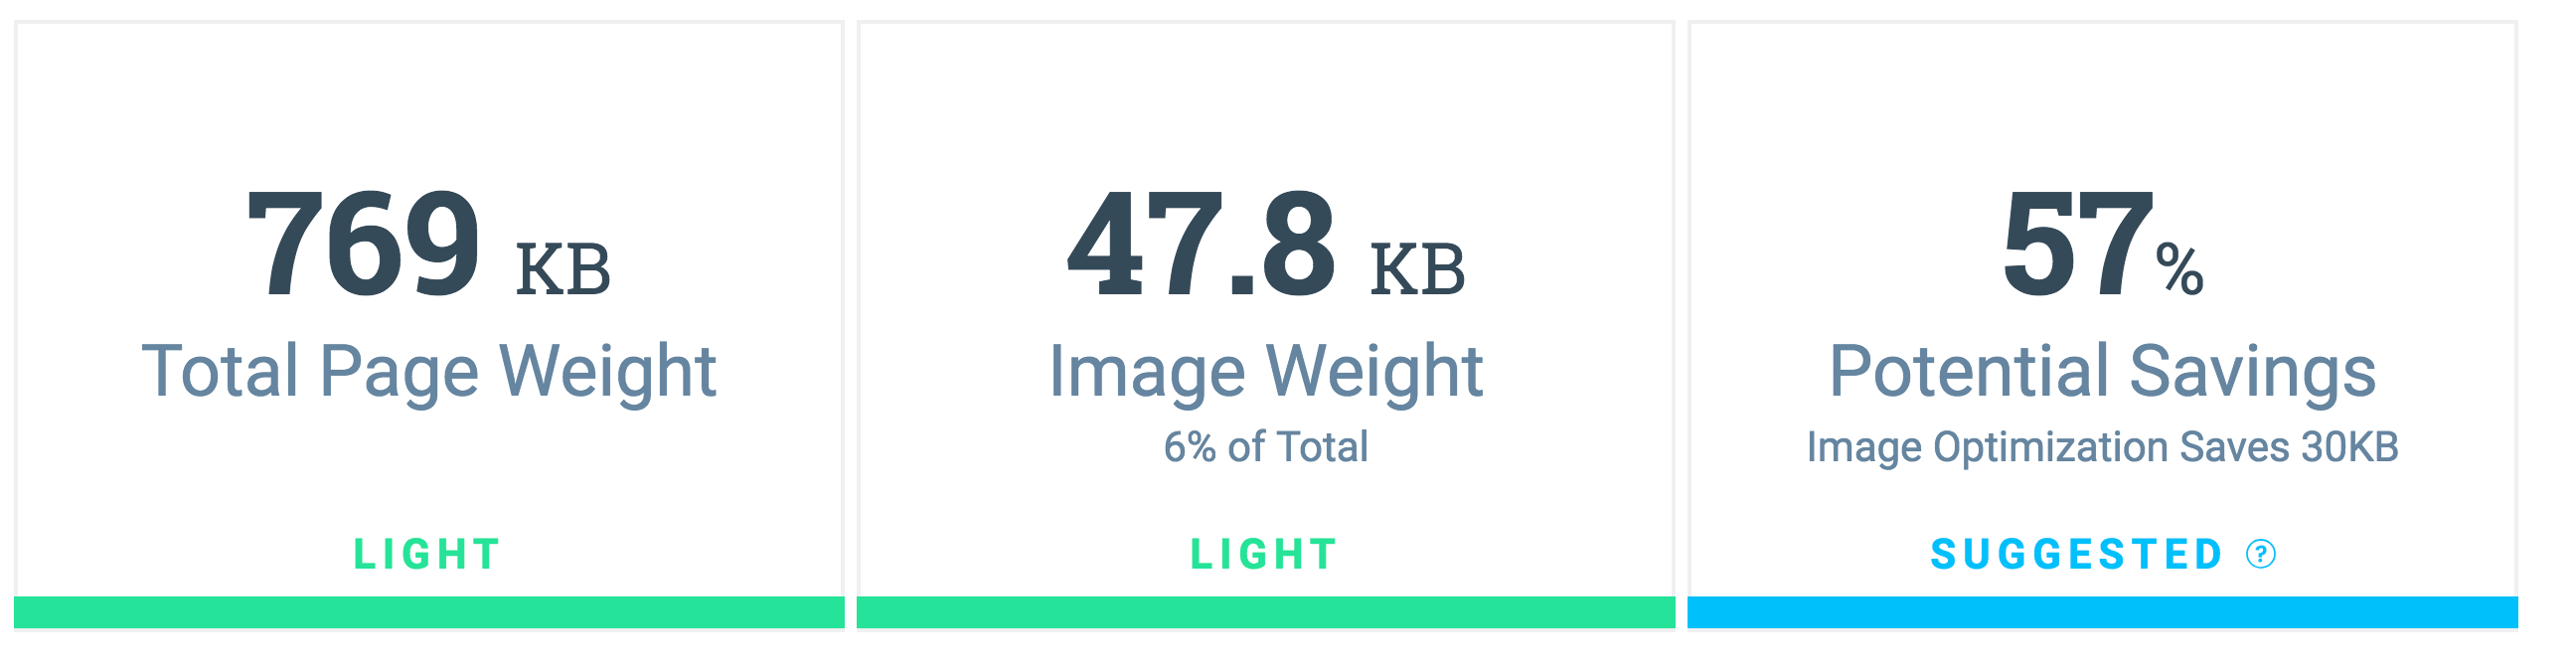 769 KB
Total Page Weight
LIGHT
47.8 KB
Image Weight
6% of Total
LIGHT
57%
Potential Savings
Image Optimization Saves 30KB
SUGGESTED ?